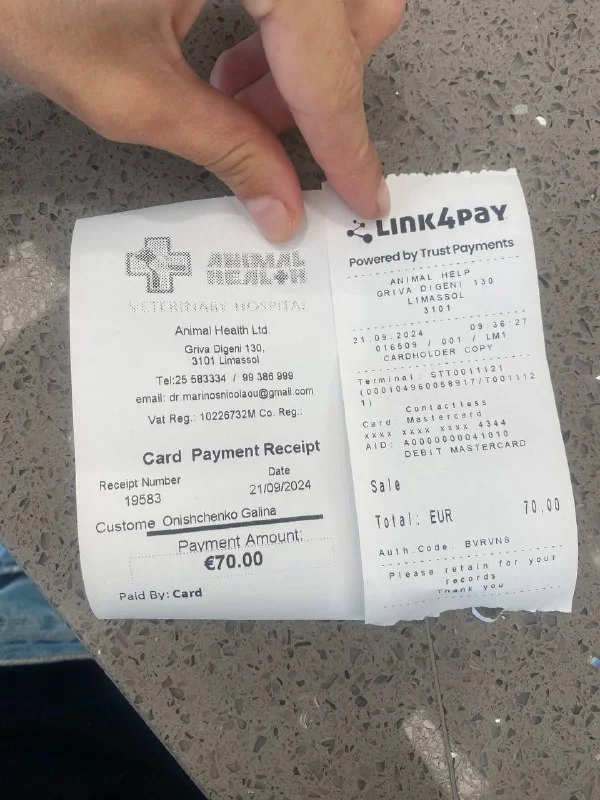 ANIMAL
HEALTH
VETERINARY HOSPITAL
Animal Health Ltd.
Griva Digeni 130,
3101 Limassol
Tel:25 583334 / 99 386 999
email: dr marinosnicolaou@gmail.com
Vat Reg.: 10226732M Co. Reg.:
Card Payment Receipt
Receipt Number
19583
Date
21/09/2024
Custome Onishchenko Galina
Payment Amount:
€70.00
Paid By: Card
LINK4PAY
Powered by Trust Payments
ANIMAL HELP
GRIVA DIGENI 130
LIMASSOL
3101
21.09.2024 09:36:27
016509 / 001 / LM1
CARDHOLDER COPY
Terminal: STT0011121
(000104960058917/T001112
1)
Contactless
Card: Mastercard
xxxx xxxx xxxx 4344
AID: A0000000041010
DEBIT MASTERCARD
Sale
Total: EUR 70,00
Auth.Code: BVRVN8
Please retain for your
records
Thank you